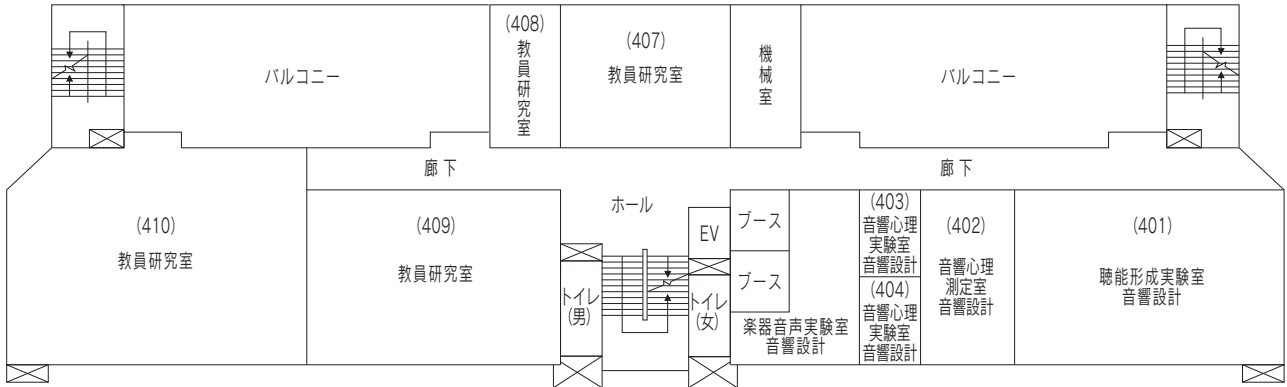 (408)
教員研究室
(407)
教員研究室
機械室
バルコニー
バルコニー
廊下
廊下
ホール
(410)
教員研究室
(409)
教員研究室
EV
ブース
ブース
トイレ
(男)
トイレ
(女)
楽器音声実験室
音響設計
(403)
音響心理
実験室
音響設計
(404)
音響心理
実験室
音響設計
(402)
音響心理
測定室
音響設計
(401)
聴能形成実験室
音響設計